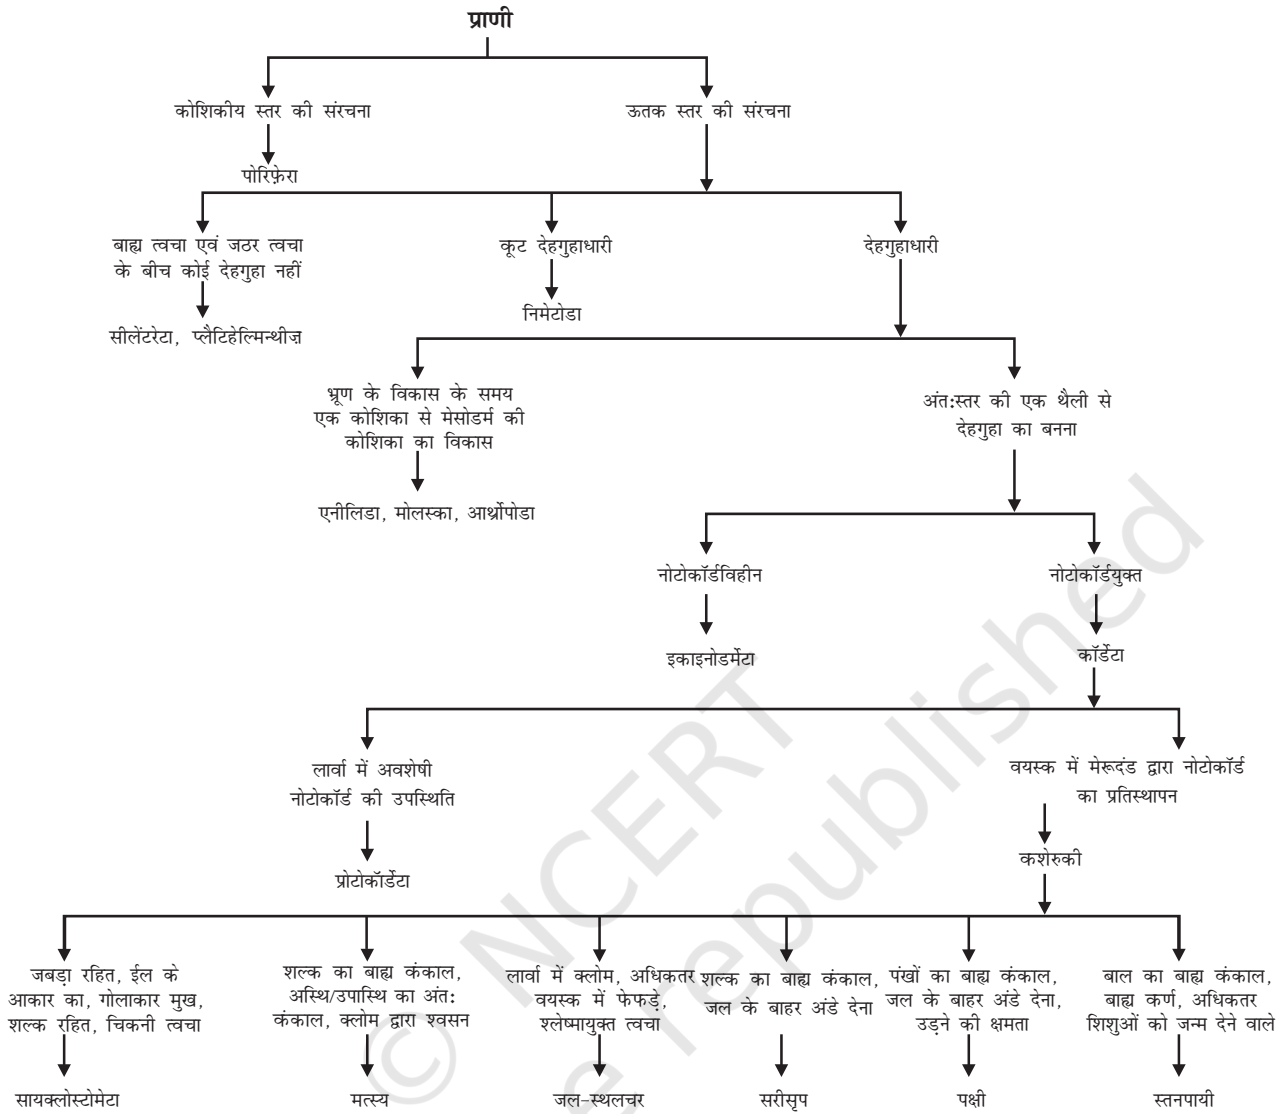 प्राणी
कोशिकीय स्तर की संरचना
ऊतक स्तर की संरचना
पोरिफ़ेरा
बाह्य त्वचा एवं जठर त्वचा
के बीच कोई देहगुहा नहीं
कूट देहगुहाधारी
देहगुहाधारी
निमेटोडा
सीलेंटरेटा, प्लैटिहेल्मिन्थीज़
भ्रूण के विकास के समय
एक कोशिका से मेसोडर्म की
कोशिका का विकास
अंत:स्तर की एक थैली से
देहगुहा का बनना
एनीलिडा, मोलस्का, आर्थ्रोपोडा
नोटोकॉर्डविहीन
नोटोकॉर्डयुक्त
इकाइनोडर्मेटा
कॉर्डेटा
लार्वा में अवशेषी
नोटोकॉर्ड की उपस्थिति
वयस्क में मेरूदंड द्वारा नोटोकॉर्ड
का प्रतिस्थापन
प्रोटोकॉर्डेटा
कशेरुकी
जबड़ा रहित, ईल के
आकार का, गोलाकार मुख,
शल्क रहित, चिकनी त्वचा
शल्क का बाह्य कंकाल,
अस्थि/उपास्थि का अंत:
कंकाल, क्लोम द्वारा श्वसन
लार्वा में क्लोम, अधिकतर
वयस्क में फेफड़े,
श्लेष्मायुक्त त्वचा
शल्क का बाह्य कंकाल,
जल के बाहर अंडे देना
पंखों का बाह्य कंकाल,
जल के बाहर अंडे देना,
उड़ने की क्षमता
बाल का बाह्य कंकाल,
बाह्य कर्ण, अधिकतर
शिशुओं को जन्म देने वाले
सायक्लोस्टोमेटा
मत्स्य
जल-स्थलचर
सरीसृप
पक्षी
स्तनपायी
© NCERT
e republished